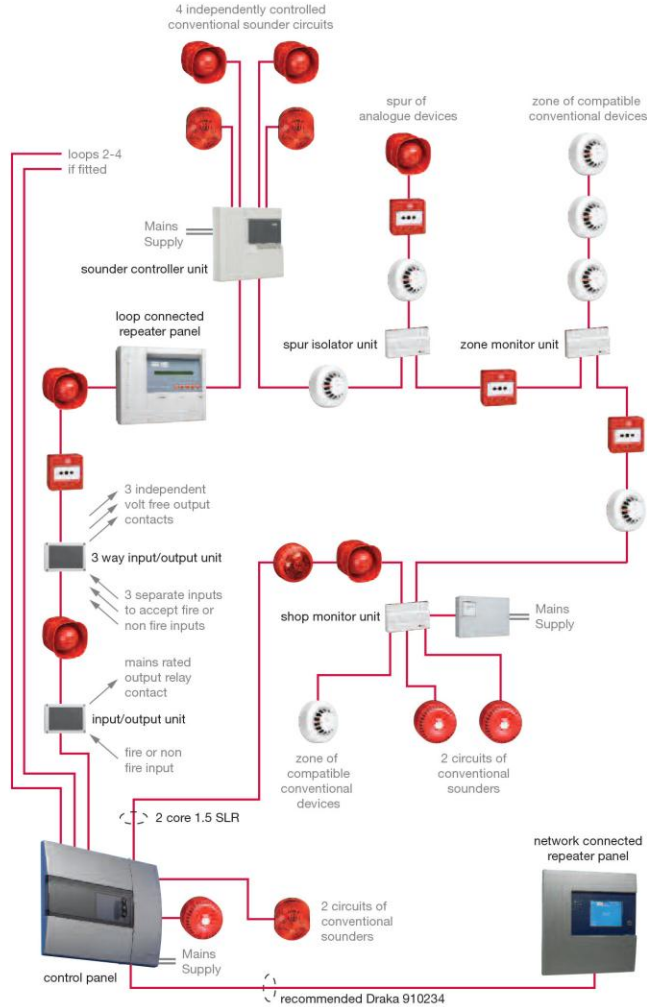 4 independently controlled
conventional sounder circuits
spur of
analogue devices
zone of compatible
conventional devices
loops 2-4
if fitted
Mains
Supply
sounder controller unit
loop connected
repeater panel
spur isolator unit
zone monitor unit
3 independent
volt free output
contacts
3 way input/output unit
3 separate inputs
to accept fire or
non fire inputs
shop monitor unit
Mains
Supply
mains rated
output relay
contact
input/output unit
fire or non
fire input
zone of
compatible
conventional
devices
2 circuits of
conventional
sounders
2 core 1.5 SLR
network connected
repeater panel
2 circuits of
conventional
sounders
Mains
Supply
control panel
recommended Draka 910234